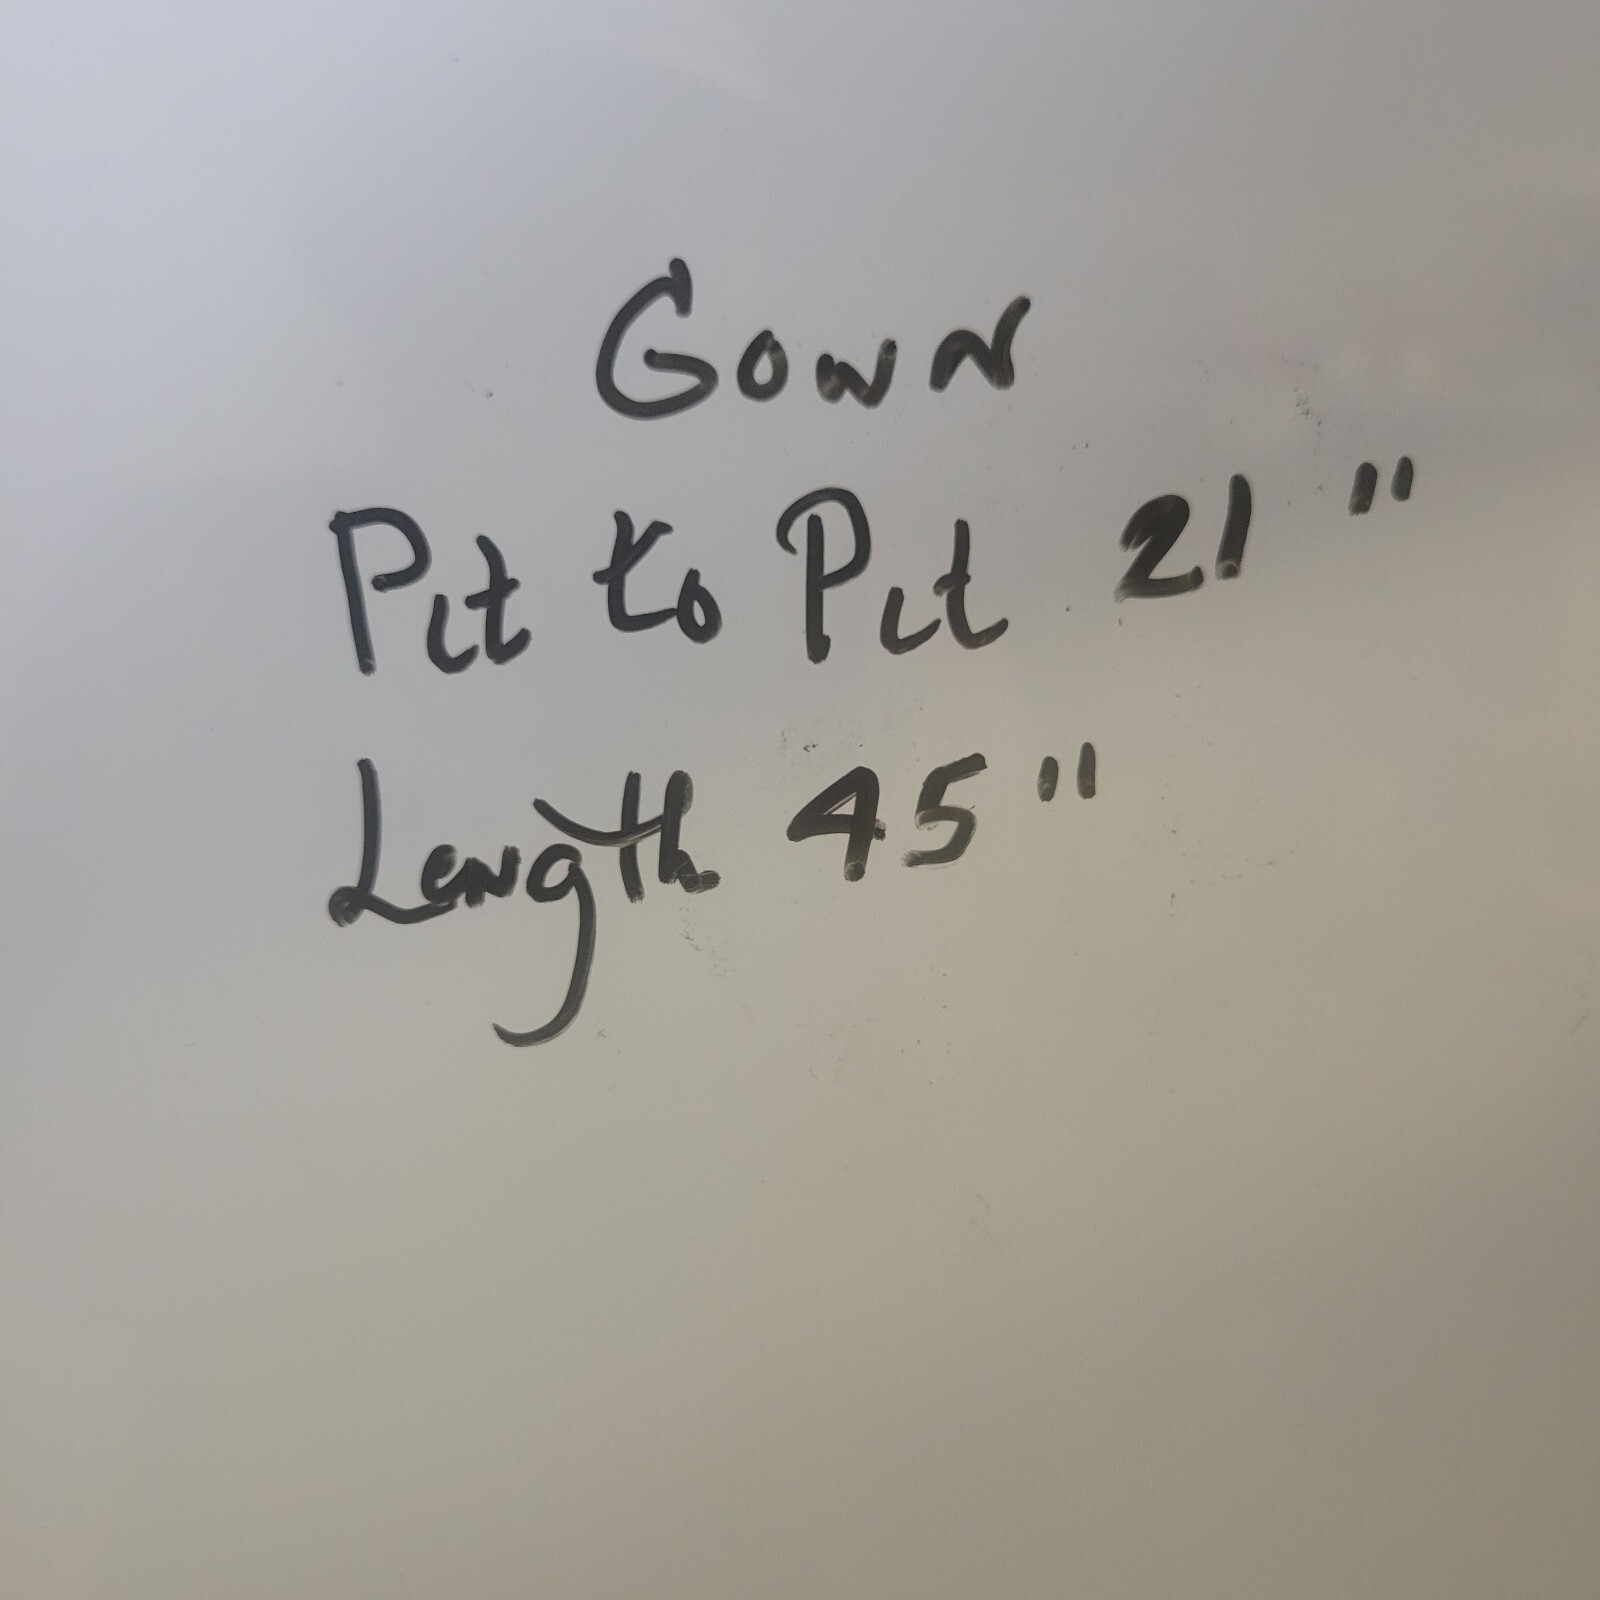 Gown
Pit to Pit 21"
Length 45"